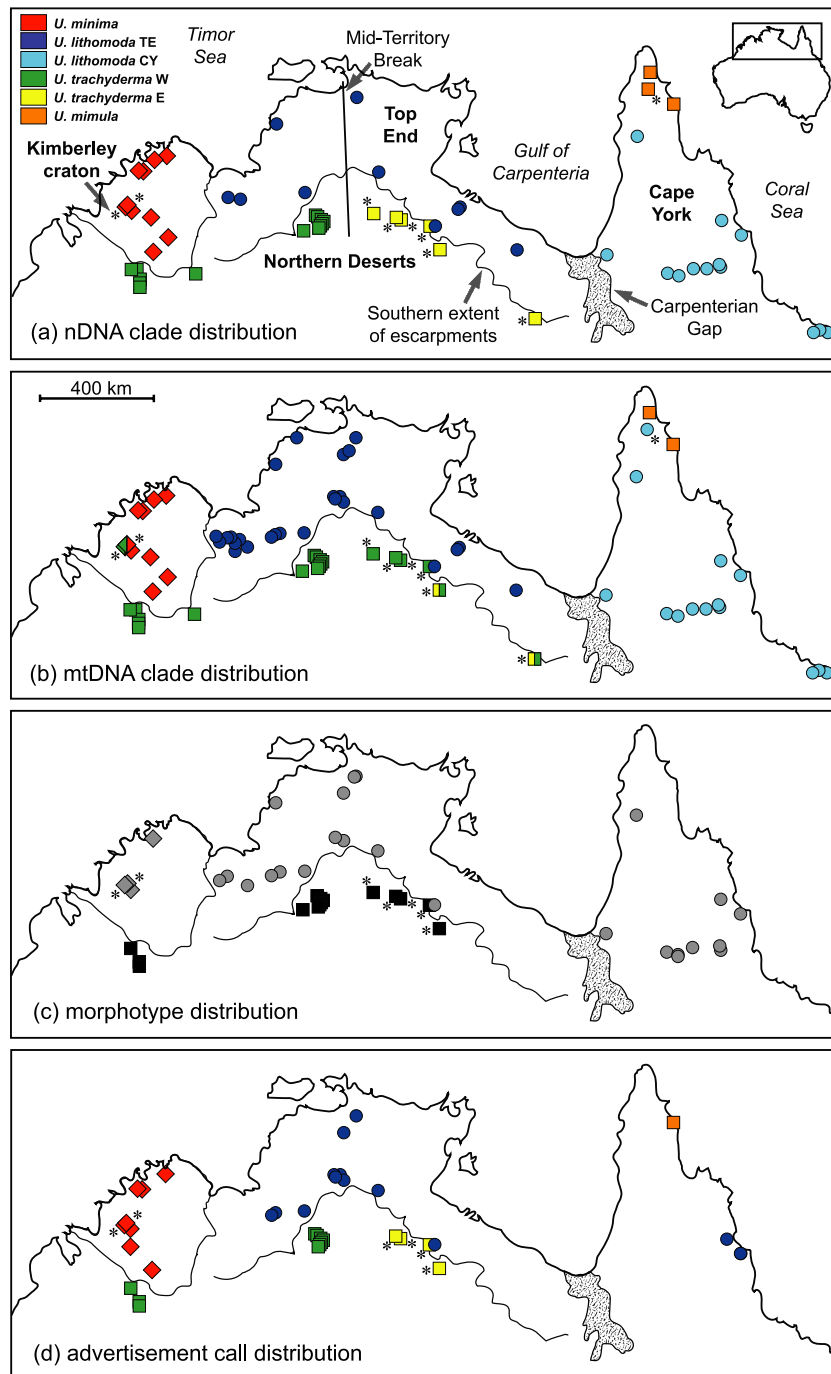 U. minima
U. lithomoda TE
U. lithomoda CY
U. trachyderma W
U. trachyderma E
U. mimula
Timor
Sea
Mid-Territory
Break
Top
End
Kimberley
craton
*
*
Gulf of
Carpenteria
Cape
York
Coral
Sea
*
Northern Deserts
*
*
*
*
*
Southern extent
of escarpments
*
Carpenterian
Gap
(a) nDNA clade distribution
400 km
*
*
*
*
*
*
*
*
*
(b) mtDNA clade distribution
*
*
*
*
*
*
*
(c) morphotype distribution
*
*
*
*
*
*
(d) advertisement call distribution